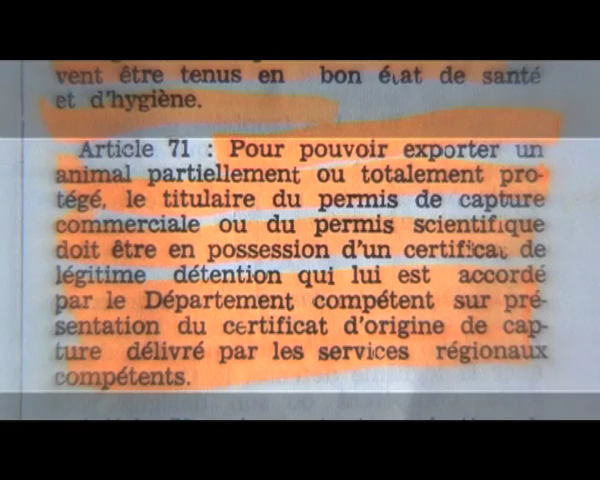 vent être tenus en bon état de santé
et d'hygiène.
Article 71 : Pour pouvoir exporter un
animal partiellement ou totalement pro-
tégé, le titulaire du permis de capture
commerciale ou du permis scientifique
doit être en possession d'un certificat de
légitime détention qui lui est accordé
par le Département compétent sur pré-
sentation du certificat d'origine de cap-
ture délivré par les services régionaux
compétents.